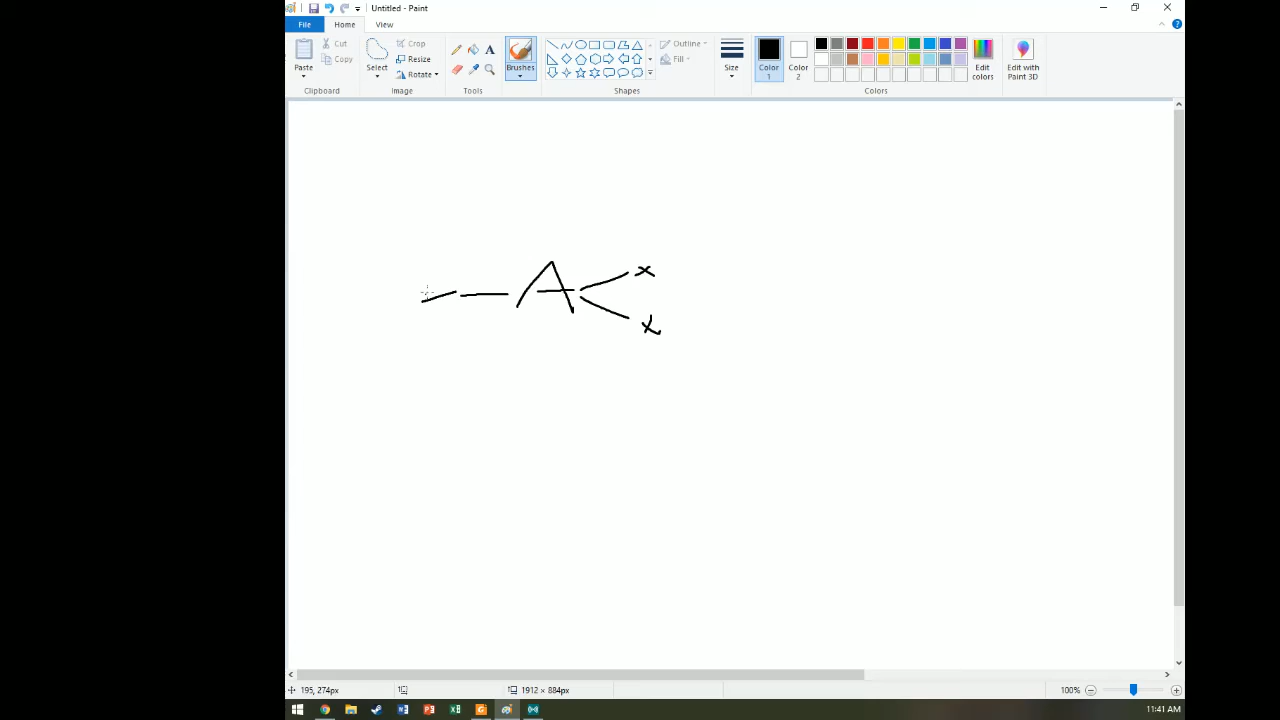 Untitled - Paint
File Home View
Paste
Cut
Copy
Clipboard
Select
Crop
Resize
Rotate
Image
A
Tools
Brushes
Outline
Fill
Shapes
Size
Color 1
Color 2
Edit colors
Colors
Edit with Paint 3D
A
x
x
195, 274px
1912 × 884px
100%
11:41 AM